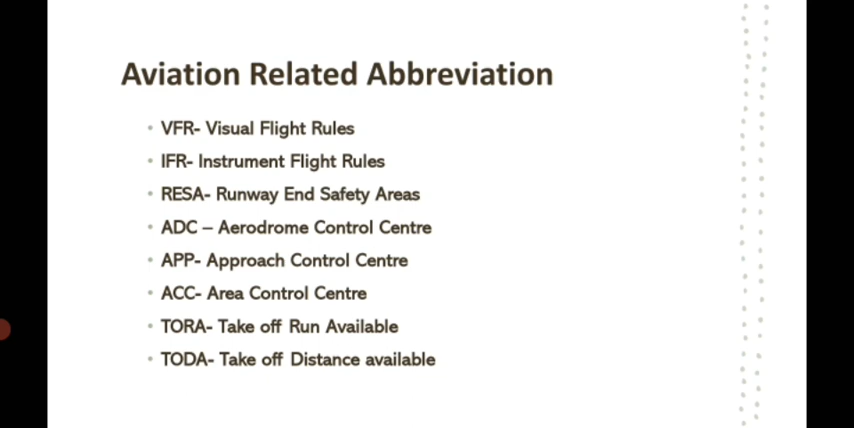 Aviation Related Abbreviation
• VFR- Visual Flight Rules
• IFR- Instrument Flight Rules
• RESA- Runway End Safety Areas
• ADC – Aerodrome Control Centre
• APP- Approach Control Centre
• ACC- Area Control Centre
• TORA- Take off Run Available
• TODA- Take off Distance available